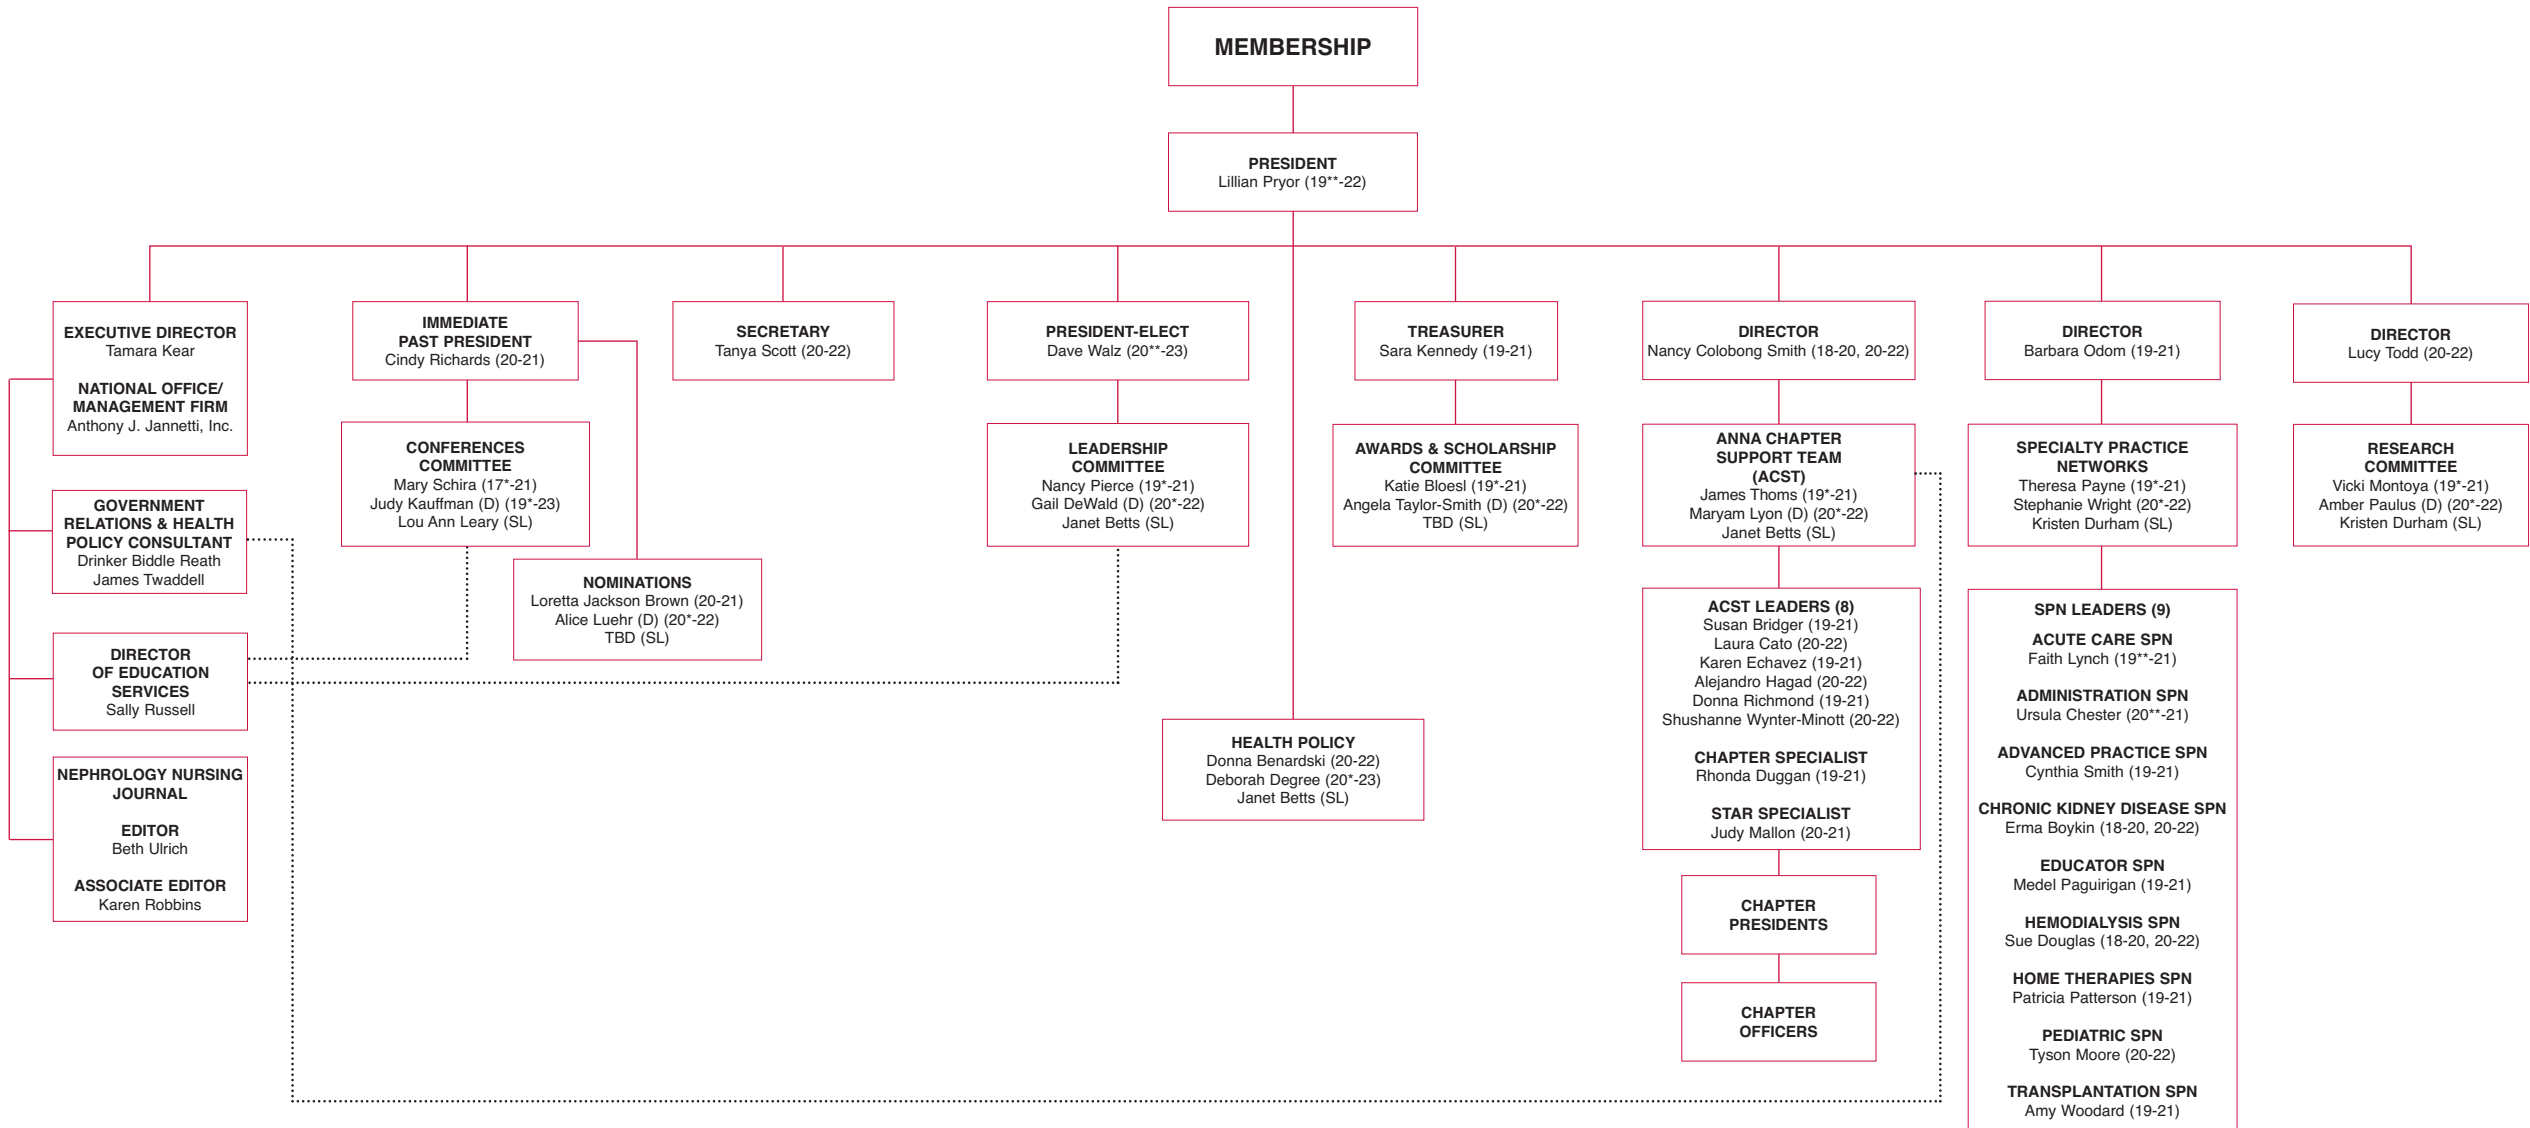 MEMBERSHIP
PRESIDENT
Lillian Pryor (19**-22)
EXECUTIVE DIRECTOR
Tamara Kear
NATIONAL OFFICE/
MANAGEMENT FIRM
Anthony J. Jannetti, Inc.
GOVERNMENT
RELATIONS & HEALTH
POLICY CONSULTANT
Drinker Biddle Reath
James Twaddell
DIRECTOR
OF EDUCATION
SERVICES
Sally Russell
NEPHROLOGY NURSING
JOURNAL
EDITOR
Beth Ulrich
ASSOCIATE EDITOR
Karen Robbins
IMMEDIATE
PAST PRESIDENT
Cindy Richards (20-21)
CONFERENCES
COMMITTEE
Mary Schira (17*-21)
Judy Kauffman (D) (19*-23)
Lou Ann Leary (SL)
NOMINATIONS
Loretta Jackson Brown (20-21)
Alice Luehr (D) (20*-22)
TBD (SL)
SECRETARY
Tanya Scott (20-22)
PRESIDENT-ELECT
Dave Walz (20**-23)
LEADERSHIP
COMMITTEE
Nancy Pierce (19*-21)
Gail DeWald (D) (20*-22)
Janet Betts (SL)
HEALTH POLICY
Donna Benardski (20-22)
Deborah Degree (20*-23)
Janet Betts (SL)
TREASURER
Sara Kennedy (19-21)
AWARDS & SCHOLARSHIP
COMMITTEE
Katie Bloesl (19*-21)
Angela Taylor-Smith (D) (20*-22)
TBD (SL)
DIRECTOR
Nancy Colobong Smith (18-20, 20-22)
ANNA CHAPTER
SUPPORT TEAM
(ACST)
James Thoms (19*-21)
Maryam Lyon (D) (20*-22)
Janet Betts (SL)
ACST LEADERS (8)
Susan Bridger (19-21)
Laura Cato (20-22)
Karen Echavez (19-21)
Alejandro Hagad (20-22)
Donna Richmond (19-21)
Shushanne Wynter-Minott (20-22)
CHAPTER SPECIALIST
Rhonda Duggan (19-21)
STAR SPECIALIST
Judy Mallon (20-21)
CHAPTER
PRESIDENTS
CHAPTER
OFFICERS
DIRECTOR
Barbara Odom (19-21)
SPECIALTY PRACTICE
NETWORKS
Theresa Payne (19*-21)
Stephanie Wright (20*-22)
Kristen Durham (SL)
SPN LEADERS (9)
ACUTE CARE SPN
Faith Lynch (19**-21)
ADMINISTRATION SPN
Ursula Chester (20**-21)
ADVANCED PRACTICE SPN
Cynthia Smith (19-21)
CHRONIC KIDNEY DISEASE SPN
Erma Boykin (18-20, 20-22)
EDUCATOR SPN
Medel Paguirigan (19-21)
HEMODIALYSIS SPN
Sue Douglas (18-20, 20-22)
HOME THERAPIES SPN
Patricia Patterson (19-21)
PEDIATRIC SPN
Tyson Moore (20-22)
TRANSPLANTATION SPN
Amy Woodard (19-21)
DIRECTOR
Lucy Todd (20-22)
RESEARCH
COMMITTEE
Vicki Montoya (19*-21)
Amber Paulus (D) (20*-22)
Kristen Durham (SL)